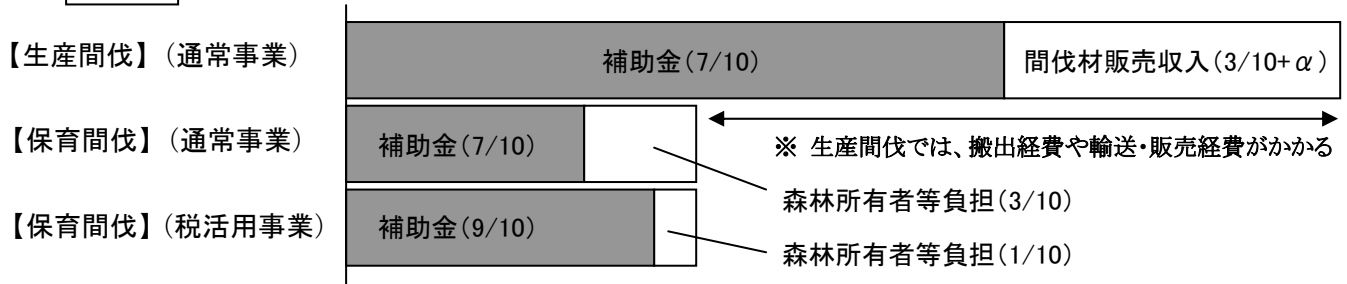 【生産間伐】(通常事業)
補助金(7/10)
間伐材販売収入(3/10+α)
【保育間伐】(通常事業)
補助金(7/10)
※ 生産間伐では、搬出経費や輸送・販売経費がかかる
森林所有者等負担(3/10)
【保育間伐】(税活用事業)
補助金(9/10)
森林所有者等負担(1/10)